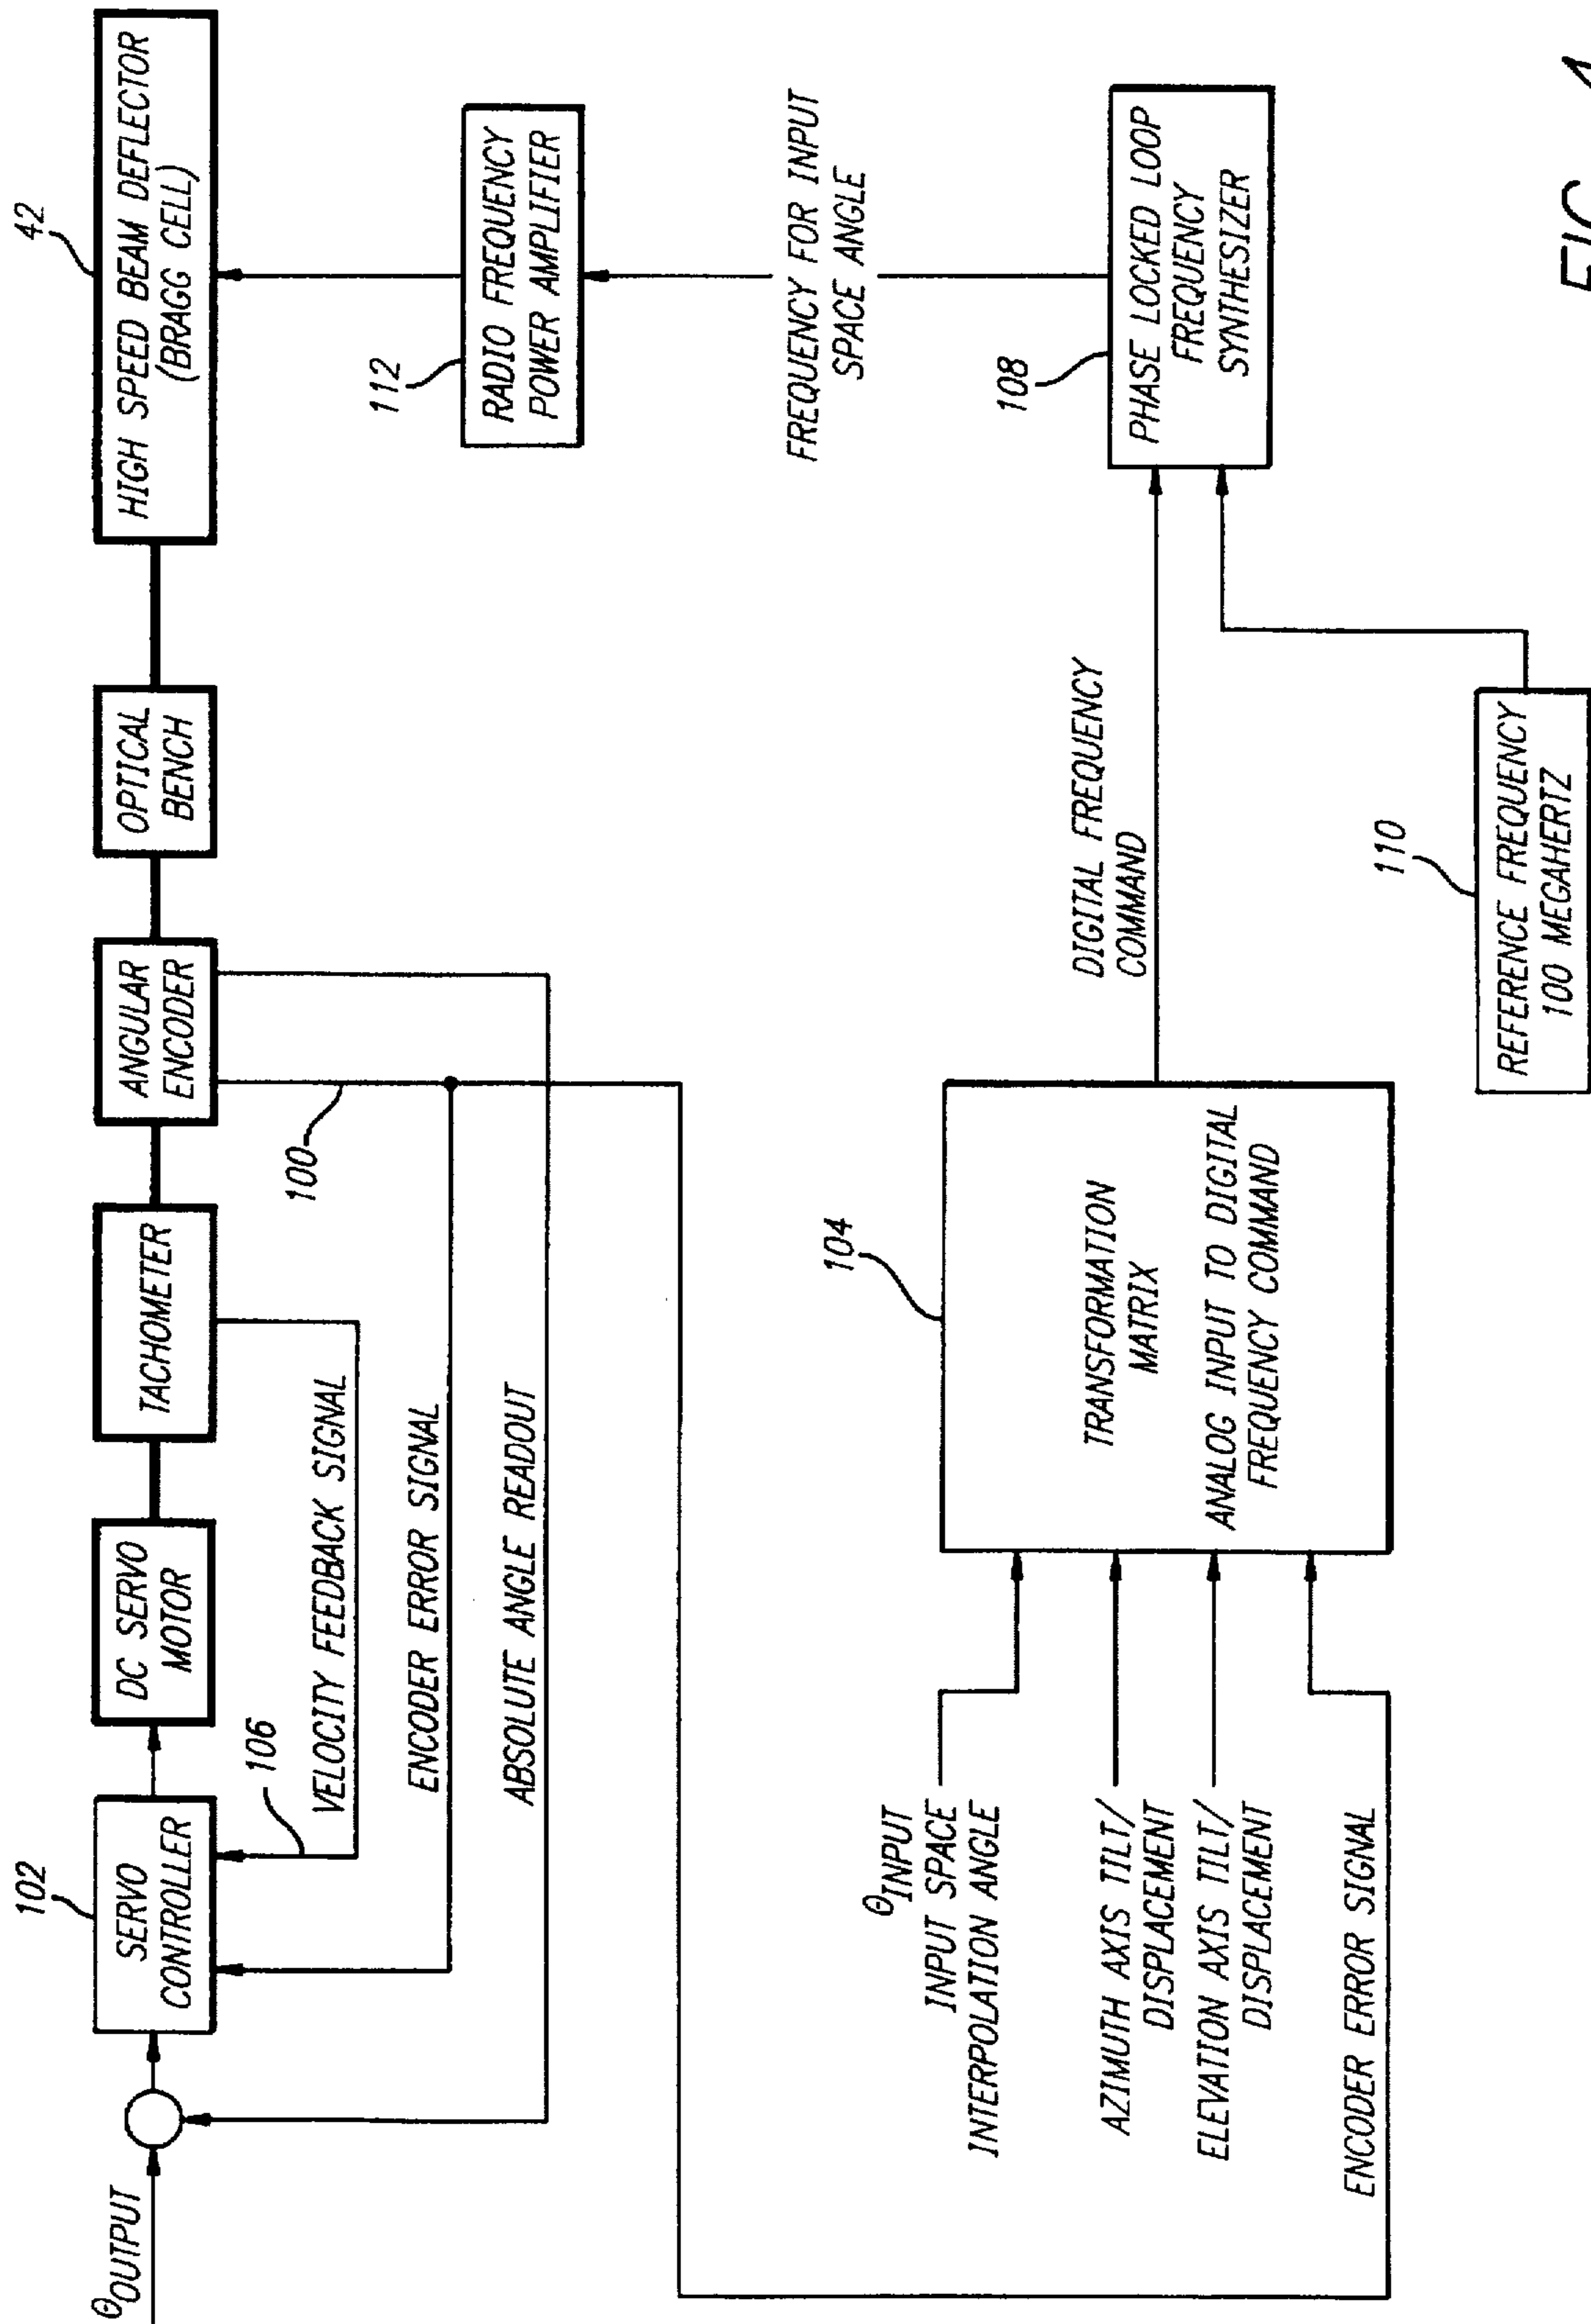 42
HIGH SPEED BEAM DEFLECTOR
(BRAGG CELL)
OPTICAL
BENCH
ANGULAR
ENCODER
TACHOMETER
DC SERVO
MOTOR
102
SERVO
CONTROLLER
θOUTPUT
112
RADIO FREQUENCY
POWER AMPLIFIER
100
106
VELOCITY FEEDBACK SIGNAL
ENCODER ERROR SIGNAL
ABSOLUTE ANGLE READOUT
FREQUENCY FOR INPUT
SPACE ANGLE
108
PHASE LOCKED LOOP
FREQUENCY
SYNTHESIZER
DIGITAL FREQUENCY
COMMAND
110
REFERENCE FREQUENCY
100 MEGAHERTZ
104
TRANSFORMATION
MATRIX
ANALOG INPUT TO DIGITAL
FREQUENCY COMMAND
θINPUT
INPUT SPACE
INTERPOLATION ANGLE
AZIMUTH AXIS TILT/
DISPLACEMENT
ELEVATION AXIS TILT/
DISPLACEMENT
ENCODER ERROR SIGNAL